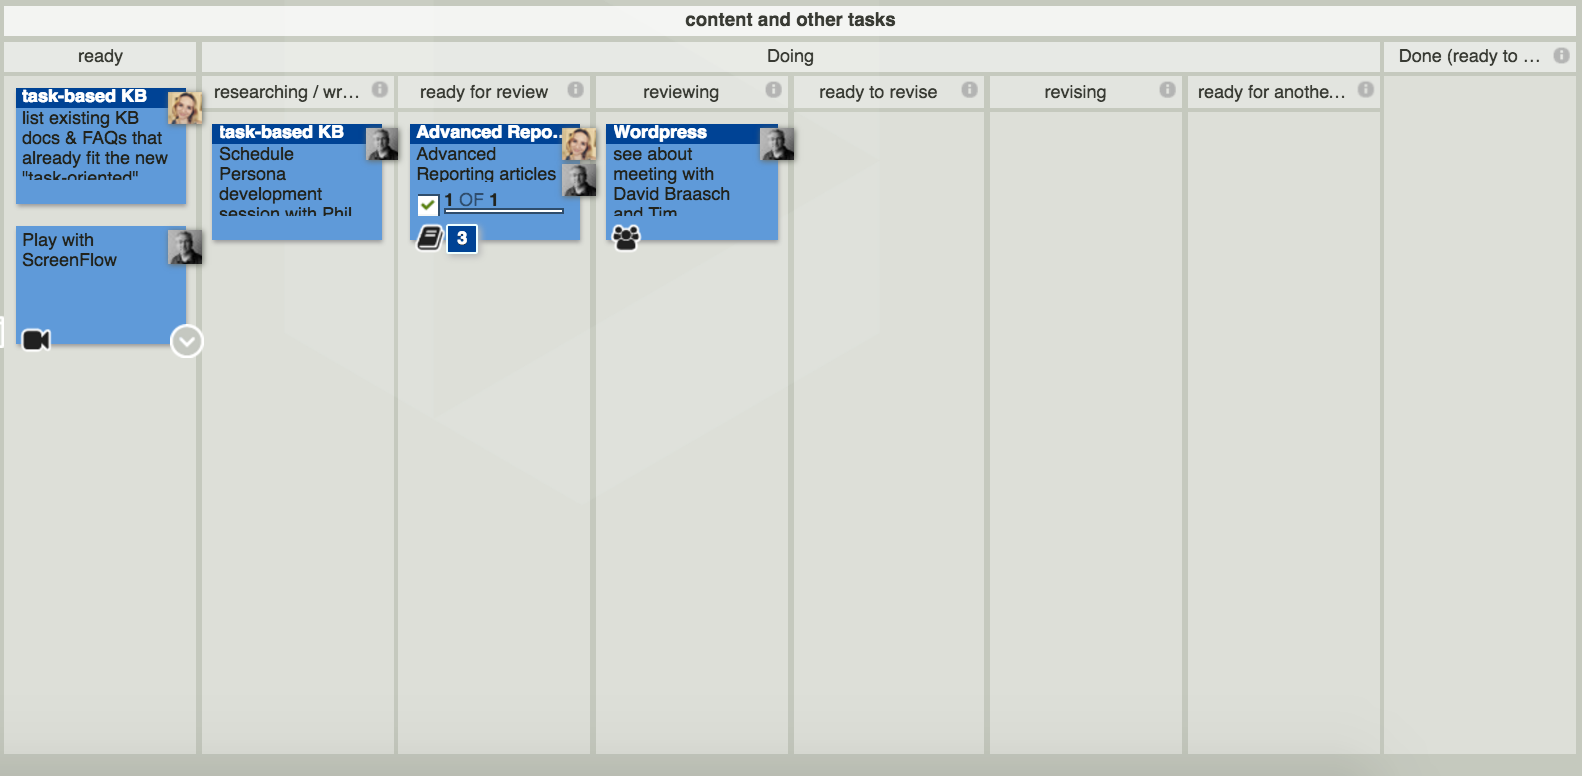 content and other tasks
ready
Doing
Done (ready to ...
researching / wr...
ready for review
reviewing
ready to revise
revising
ready for anothe...
task-based KB
list existing KB
docs & FAQs that
already fit the new
"task-oriented"
Play with
ScreenFlow
task-based KB
Schedule
Persona
development
session with Phil
Advanced Repo..
Advanced
Reporting articles
1 OF 1
3
Wordpress
see about
meeting with
David Braasch
and Tim